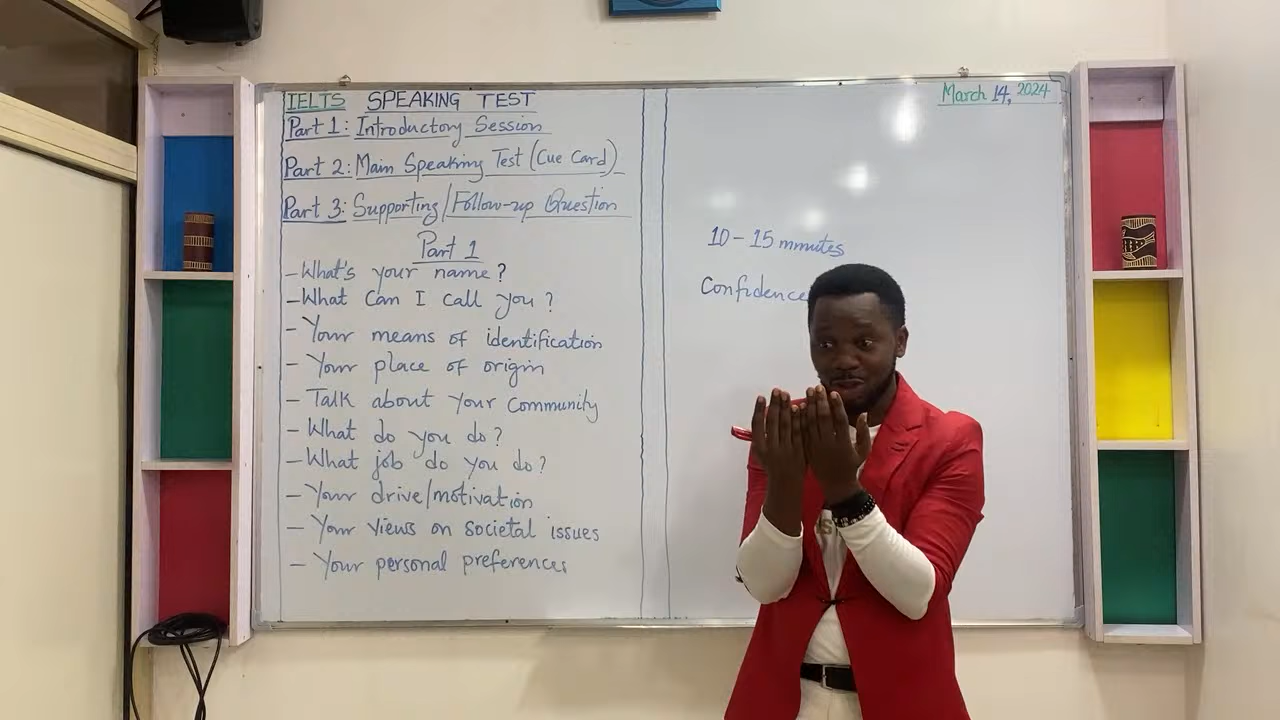 IELTS SPEAKING TEST
Part 1: Introductory Session
Part 2: Main Speaking Test (Cue Card)
Part 3: Supporting/Follow-up Question
Part 1
- What's your name?
- What can I call you?
- Your means of identification
- Your place of origin
- Talk about your community
- What do you do?
- What job do you do?
- Your drive/motivation
- Your views on societal issues
- Your personal preferences
March 14, 2024
10-15 minutes
Confidence